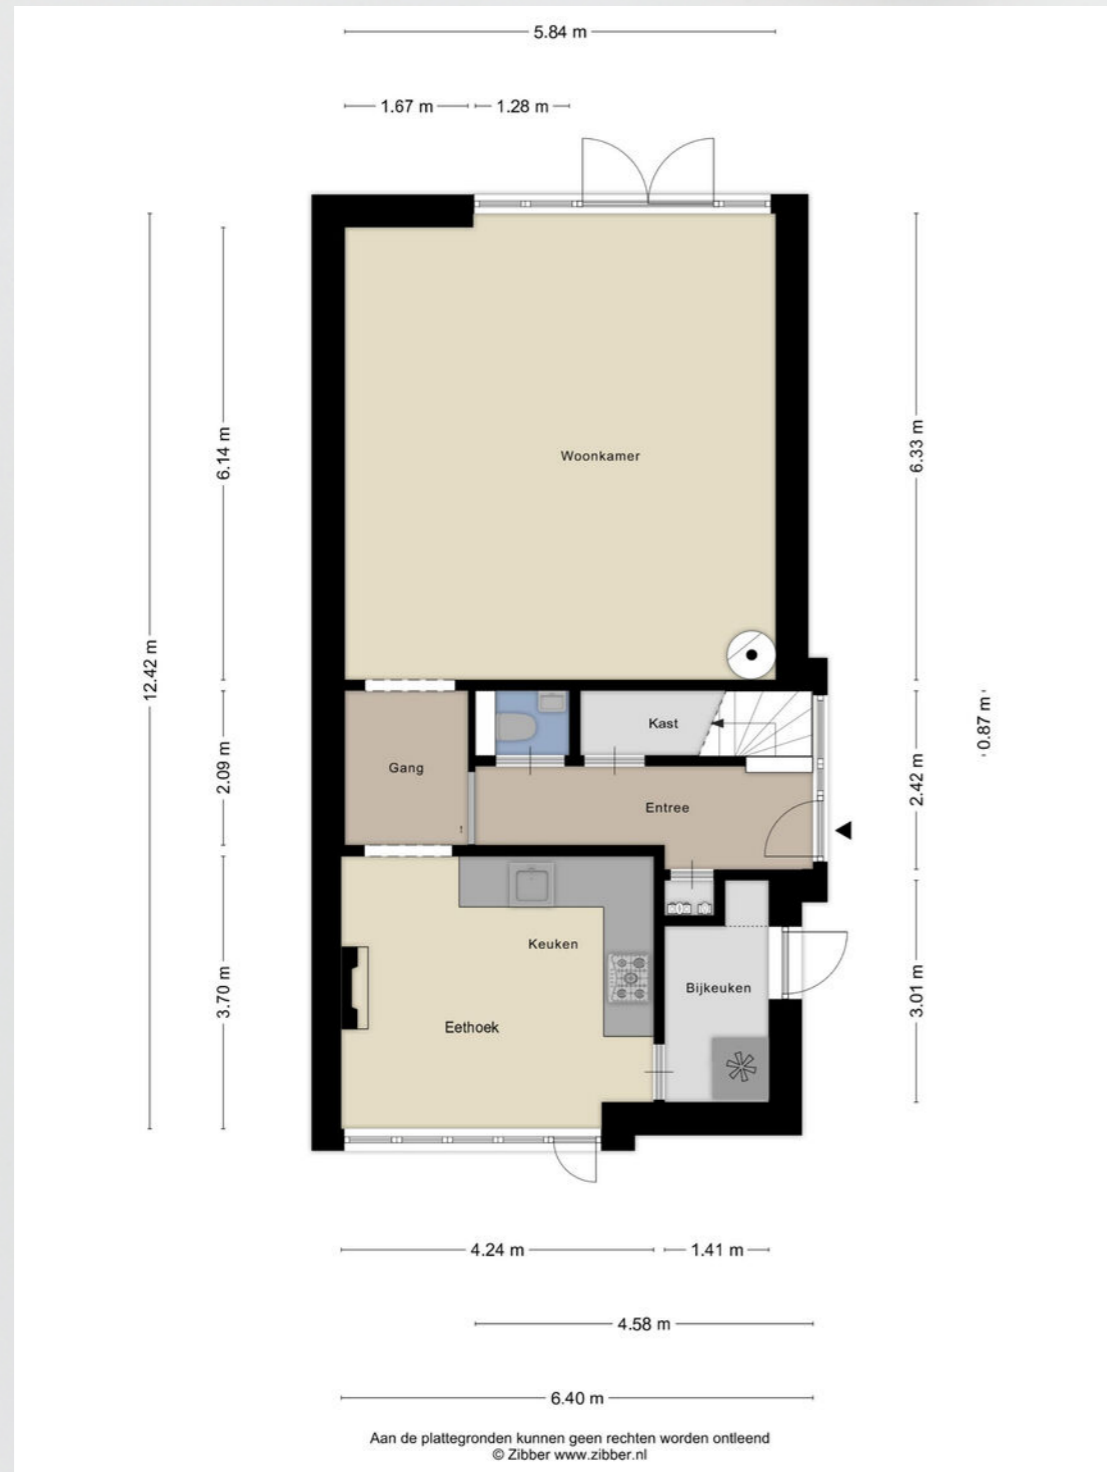 5.84 m
1.67 m
1.28 m
12.42 m
6.14 m
6.33 m
Woonkamer
Kast
0.87 m
2.09 m
Gang
Entree
2.42 m
Keuken
3.70 m
Bijkeuken
3.01 m
Eethoek
4.24 m
1.41 m
4.58 m
6.40 m
Aan de plattegronden kunnen geen rechten worden ontleend
© Zibber www.zibber.nl